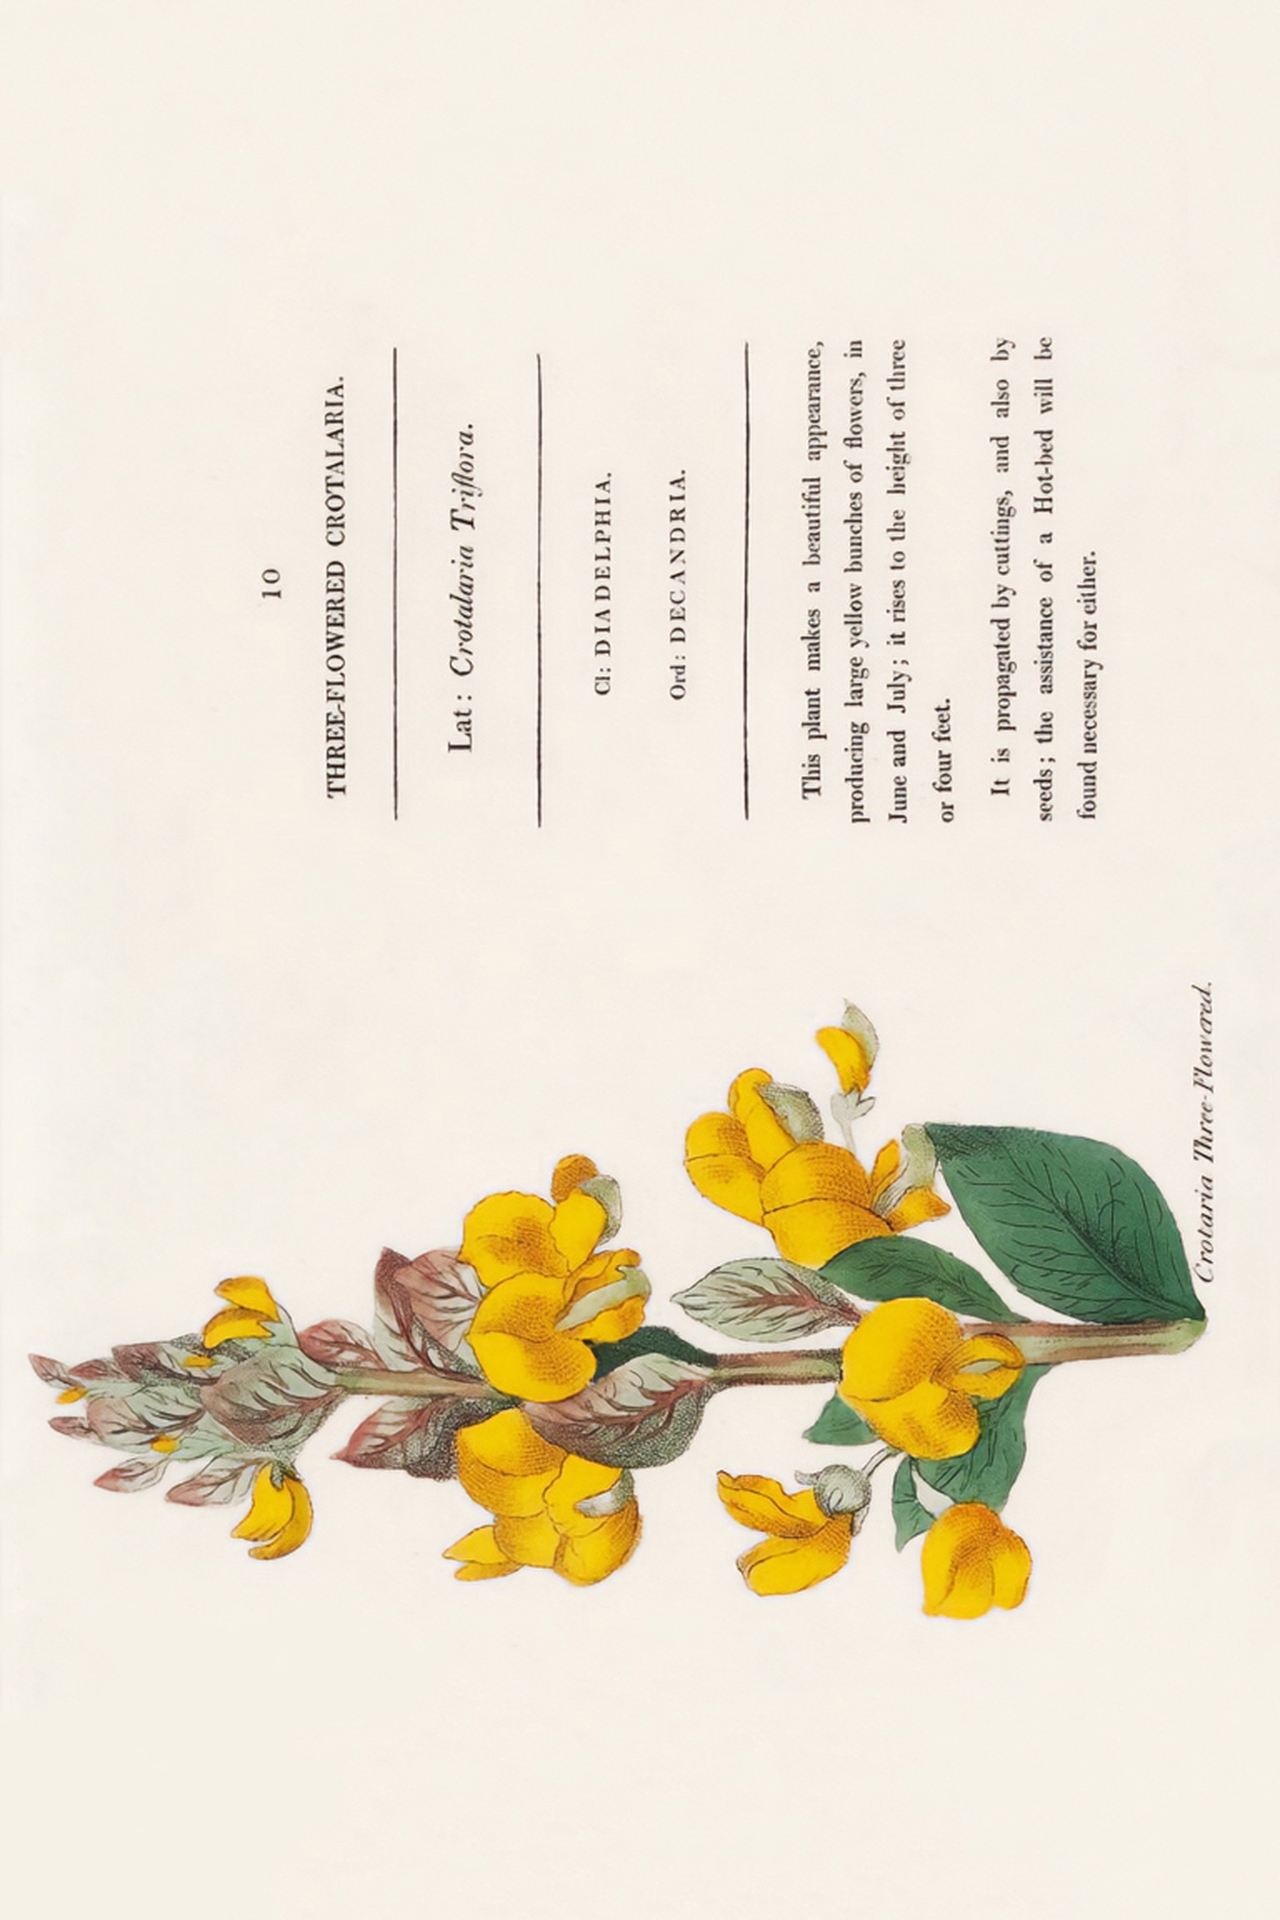 10
THREE-FLOWERED CROTALARIA.
Lat: Crotalaria Triflora.
Cl: DIADELPHIA.
Ord: DECANDRIA.
This plant makes a beautiful appearance,
producing large yellow bunches of flowers, in
June and July; it rises to the height of three
or four feet.
It is propagated by cuttings, and also by
seeds; the assistance of a Hot-bed will be
found necessary for either.
Crotaria Three-Flowered.